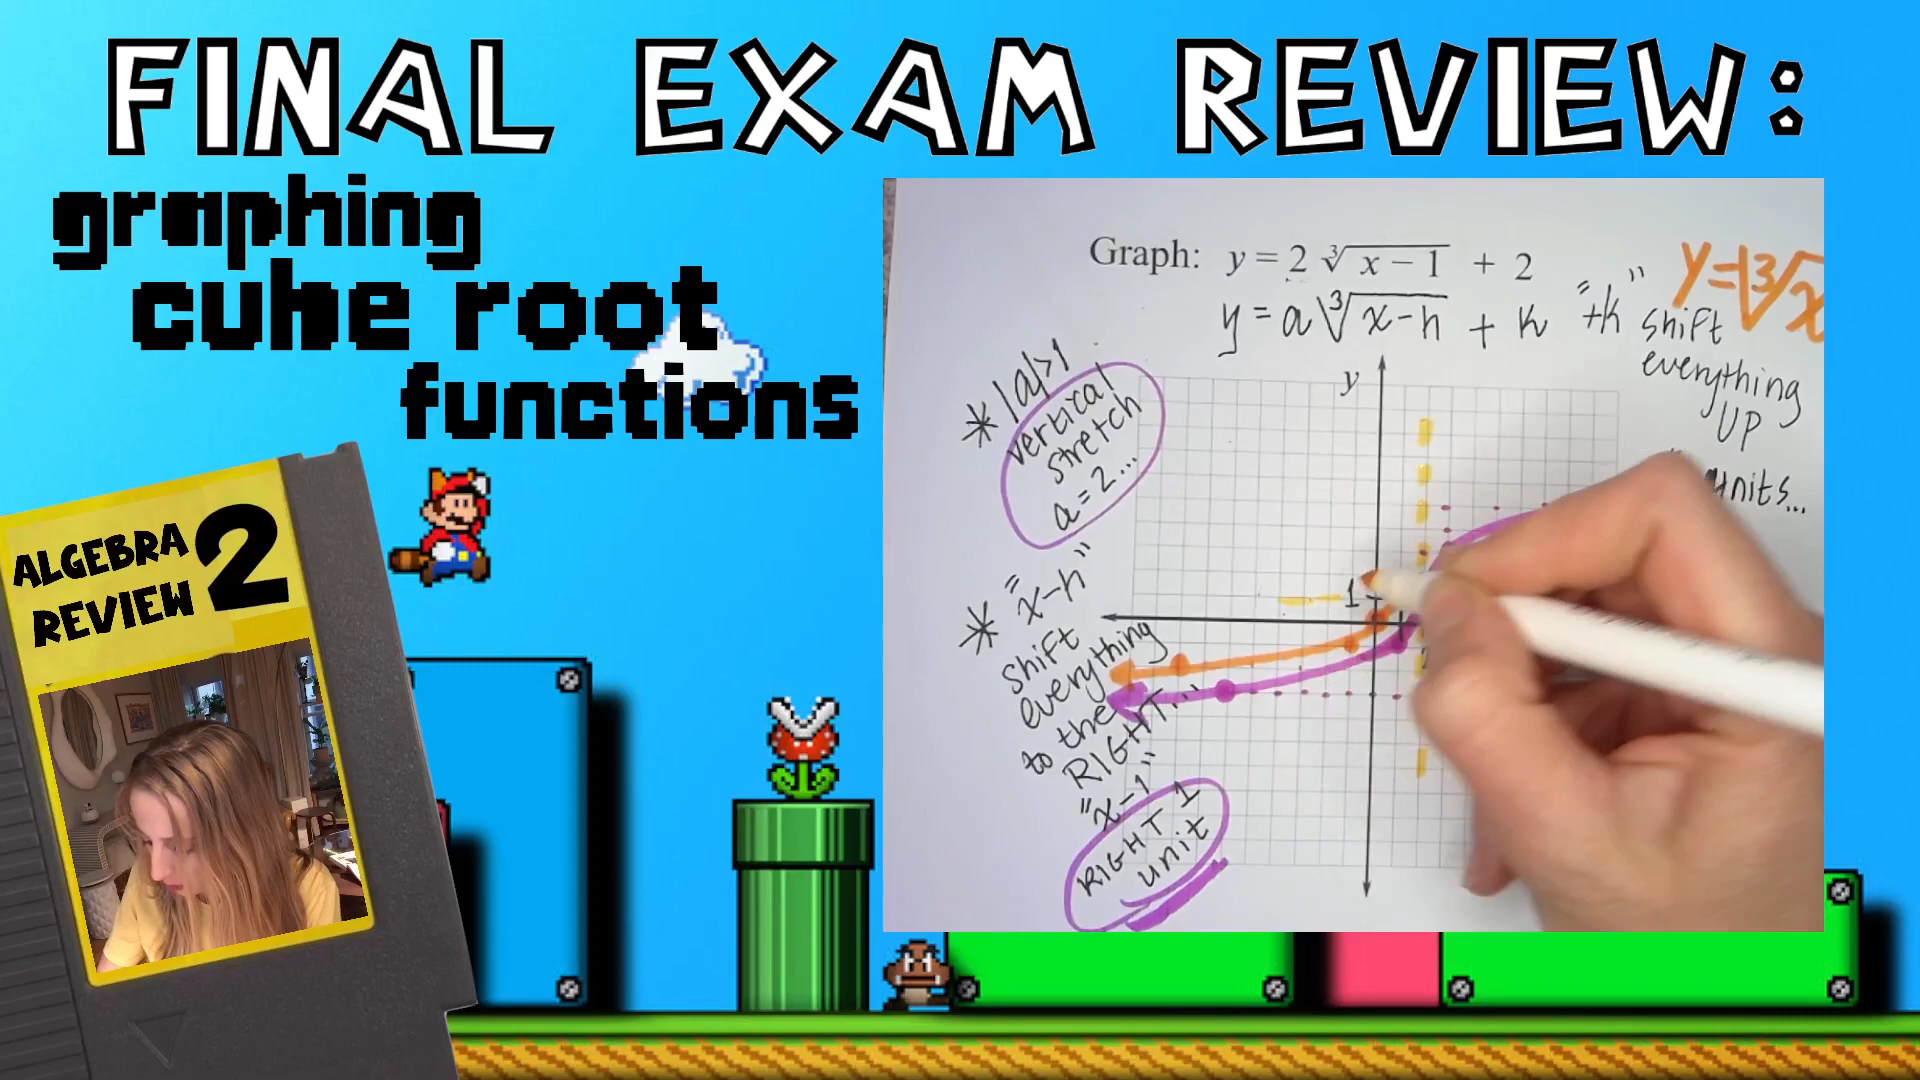 FINAL EXAM REVIEW:
graphing
cube root
functions
ALGEBRA 2
REVIEW
Graph: y = 2 ∛(x − 1) + 2
y = a ∛(x − h) + k
y = ∛x
"+k"
shift
everything
UP
units...
* |a|>1
vertical
stretch
a = 2...
* "x-h"
shift
everything
to the
RIGHT..."
"x-1"
RIGHT 1
unit
y
1